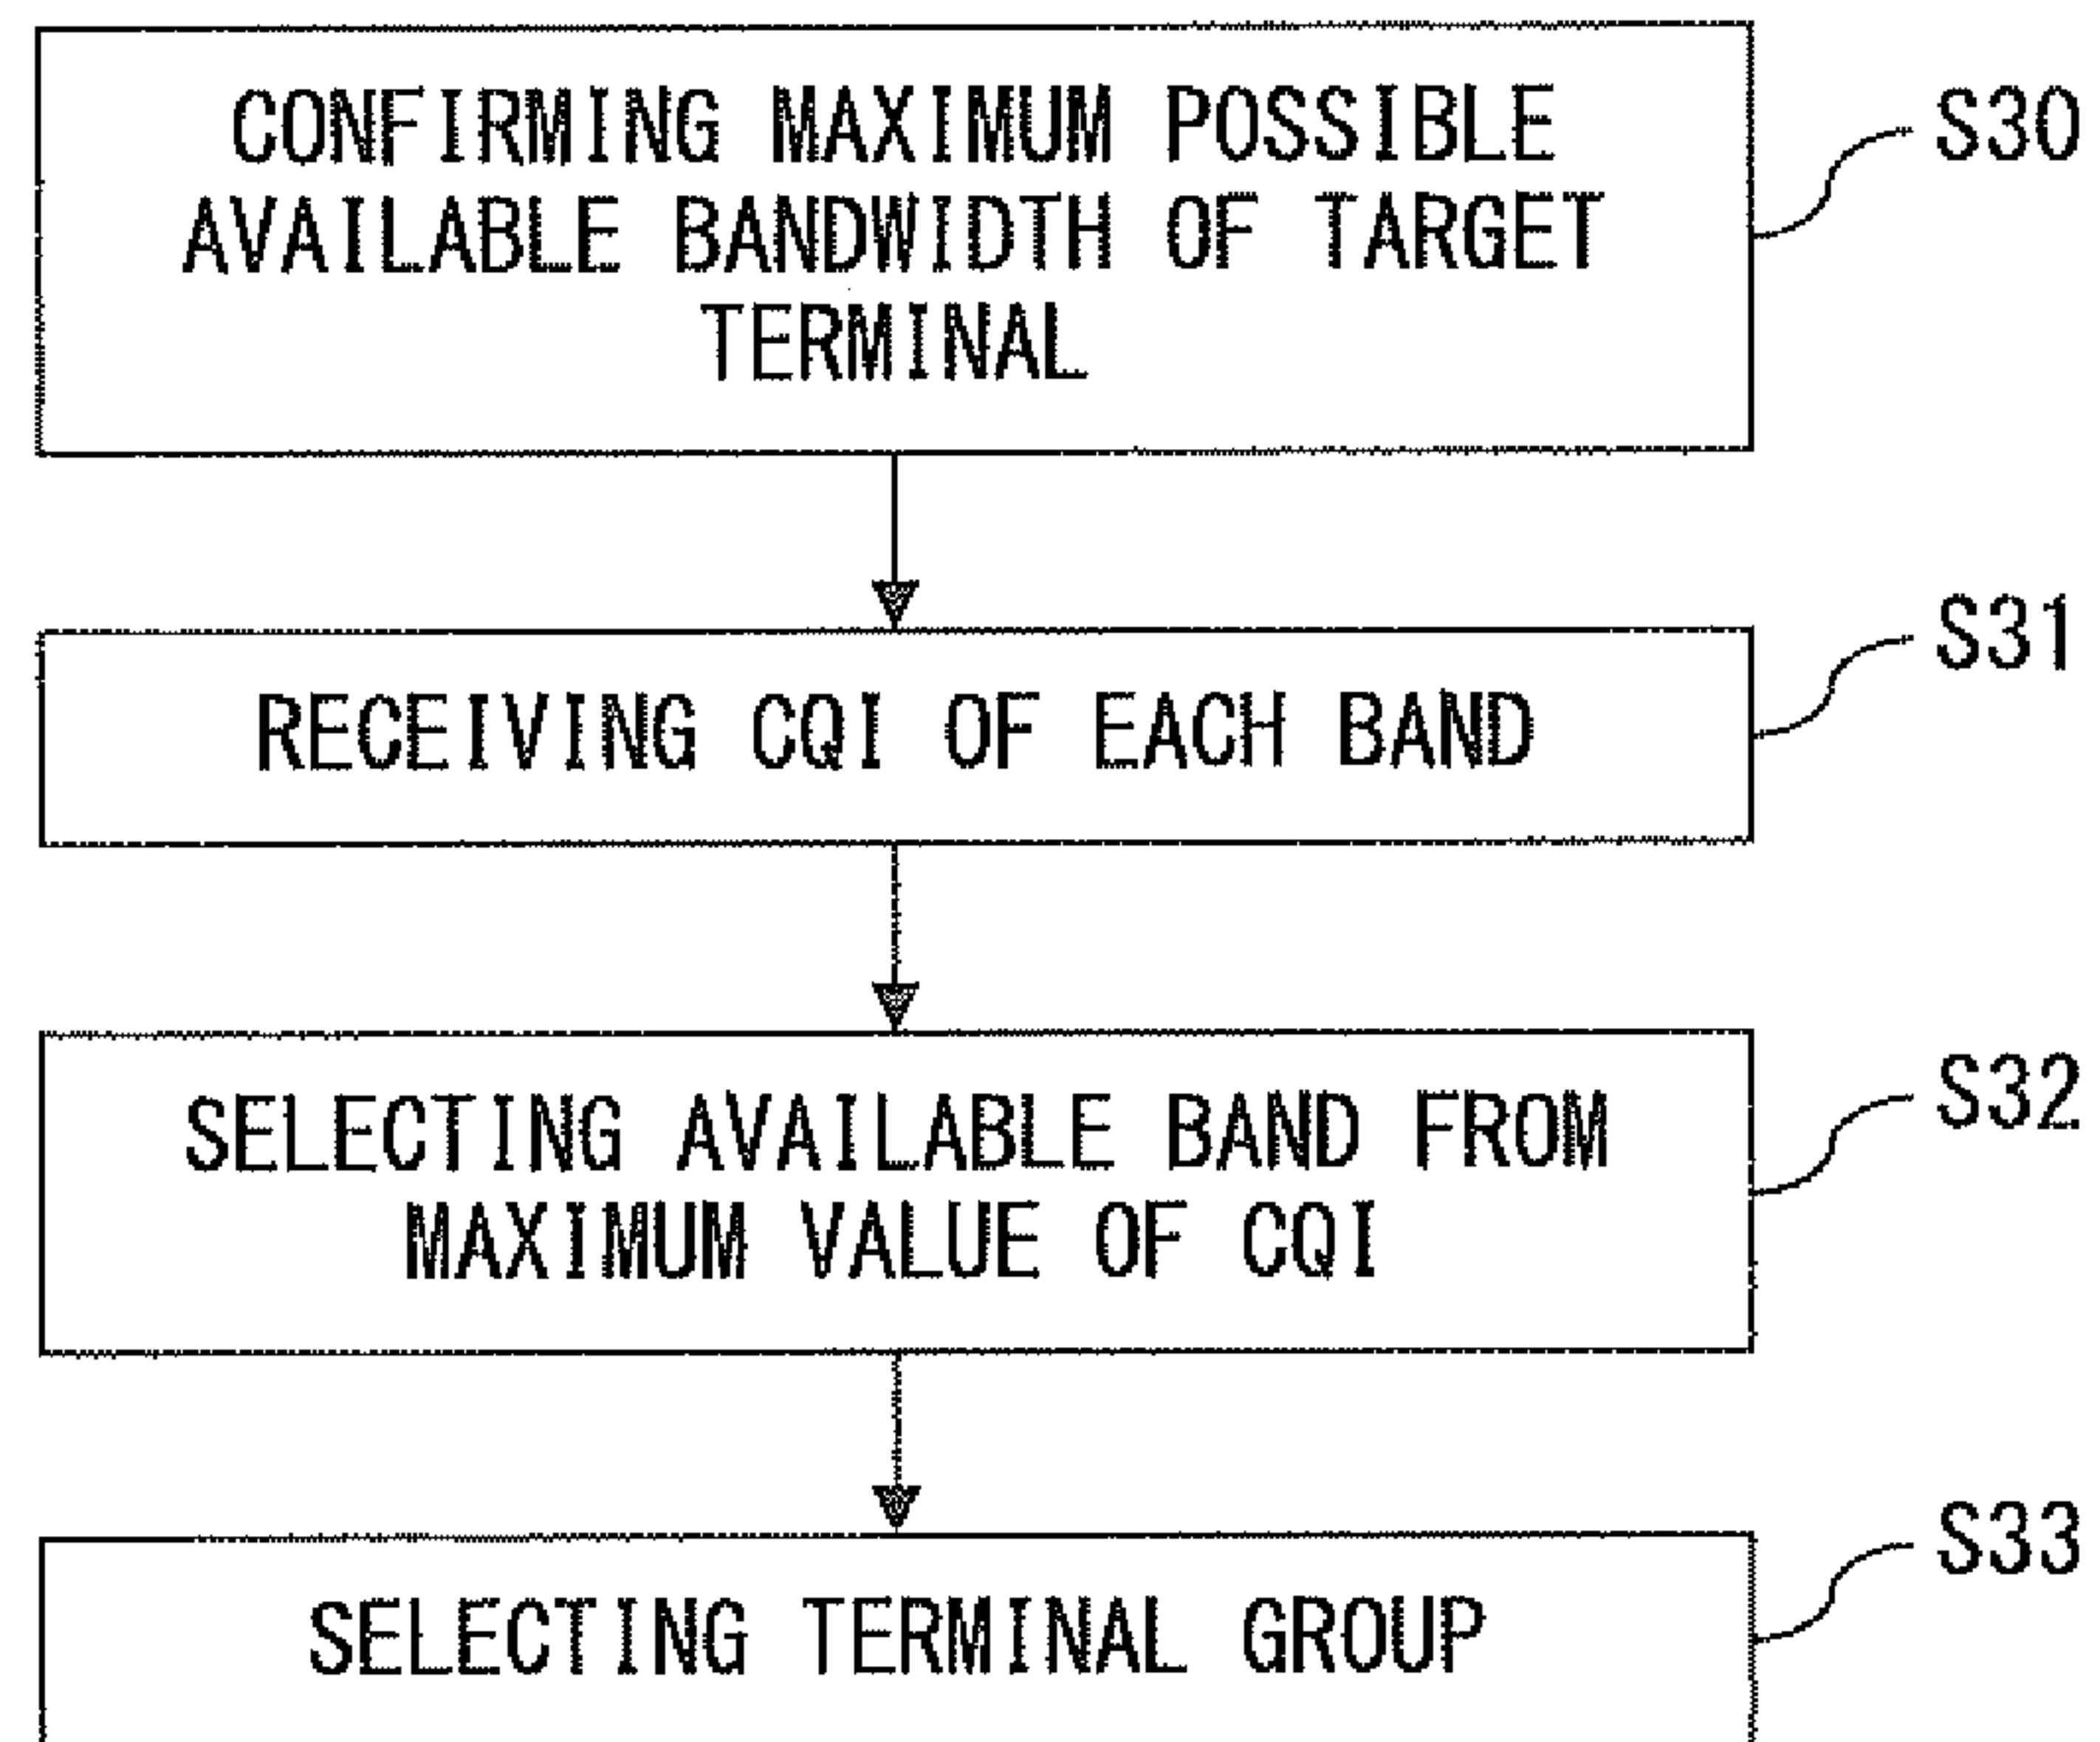 CONFIRMING MAXIMUM POSSIBLE
AVAILABLE BANDWIDTH OF TARGET
TERMINAL
S30
RECEIVING CQI OF EACH BAND
S31
SELECTING AVAILABLE BAND FROM
MAXIMUM VALUE OF CQI
S32
SELECTING TERMINAL GROUP
S33